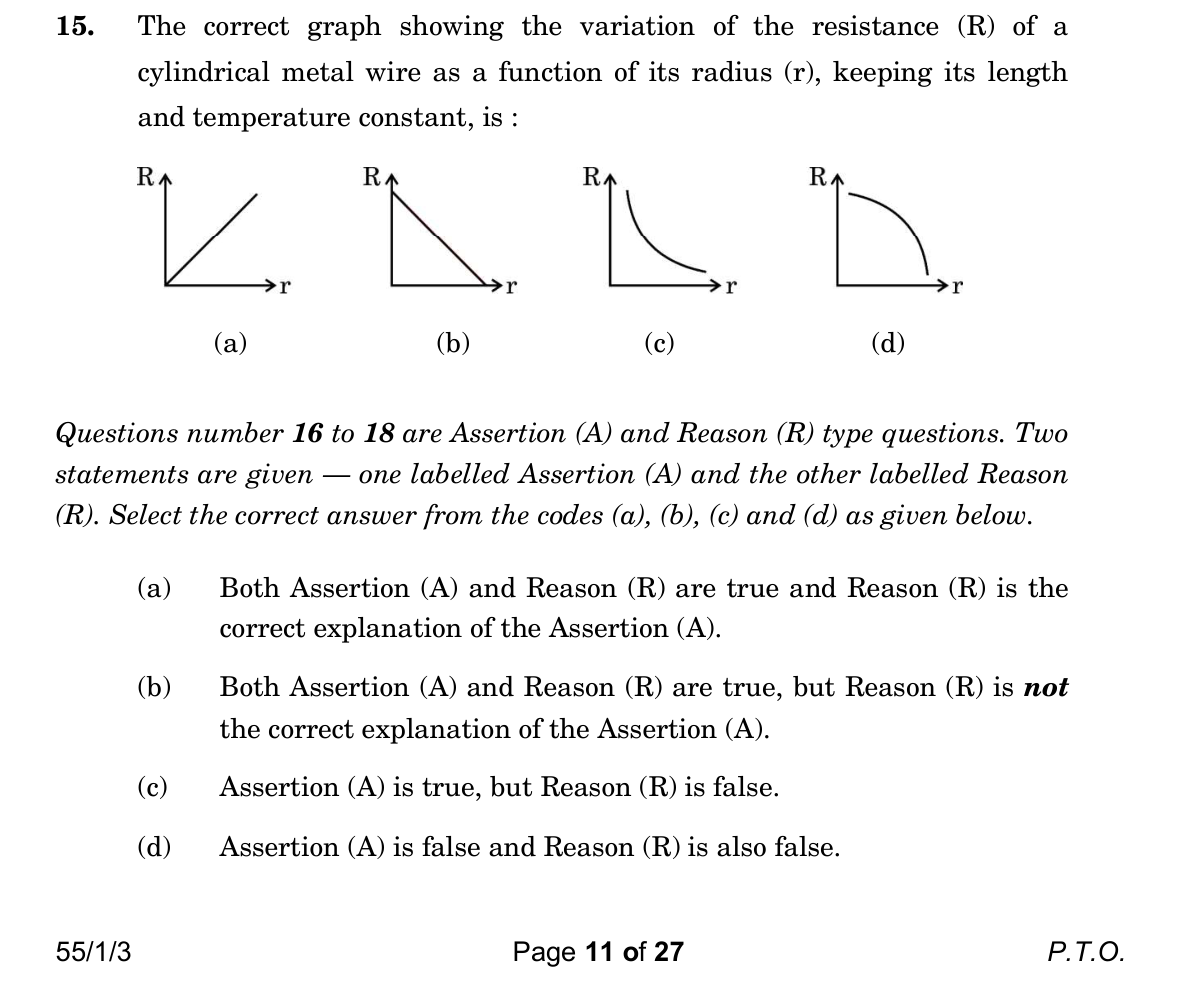 15. The correct graph showing the variation of the resistance (R) of a
cylindrical metal wire as a function of its radius (r), keeping its length
and temperature constant, is :
R R R R
r r r r
(a) (b) (c) (d)
Questions number 16 to 18 are Assertion (A) and Reason (R) type questions. Two
statements are given — one labelled Assertion (A) and the other labelled Reason
(R). Select the correct answer from the codes (a), (b), (c) and (d) as given below.
(a) Both Assertion (A) and Reason (R) are true and Reason (R) is the
correct explanation of the Assertion (A).
(b) Both Assertion (A) and Reason (R) are true, but Reason (R) is not
the correct explanation of the Assertion (A).
(c) Assertion (A) is true, but Reason (R) is false.
(d) Assertion (A) is false and Reason (R) is also false.
55/1/3 Page 11 of 27 P.T.O.